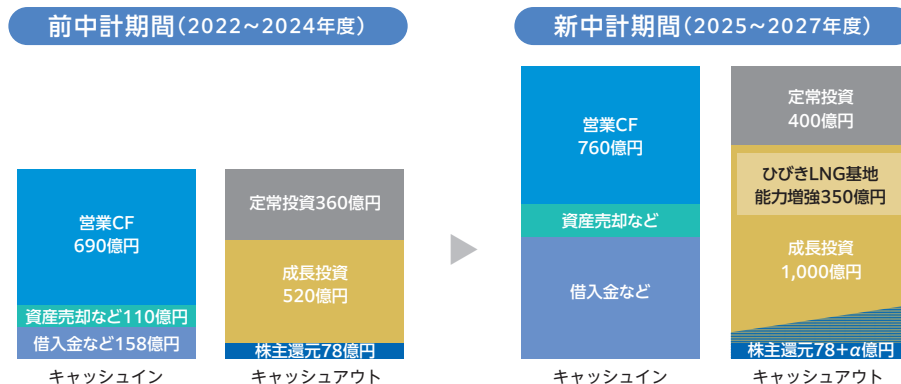 前中計期間(2022～2024年度)
営業CF
690億円
資産売却など110億円
借入金など158億円
キャッシュイン
定常投資360億円
成長投資
520億円
株主還元78億円
キャッシュアウト
新中計期間(2025～2027年度)
営業CF
760億円
資産売却など
借入金など
キャッシュイン
定常投資
400億円
ひびきLNG基地
能力増強350億円
成長投資
1,000億円
株主還元78+α億円
キャッシュアウト